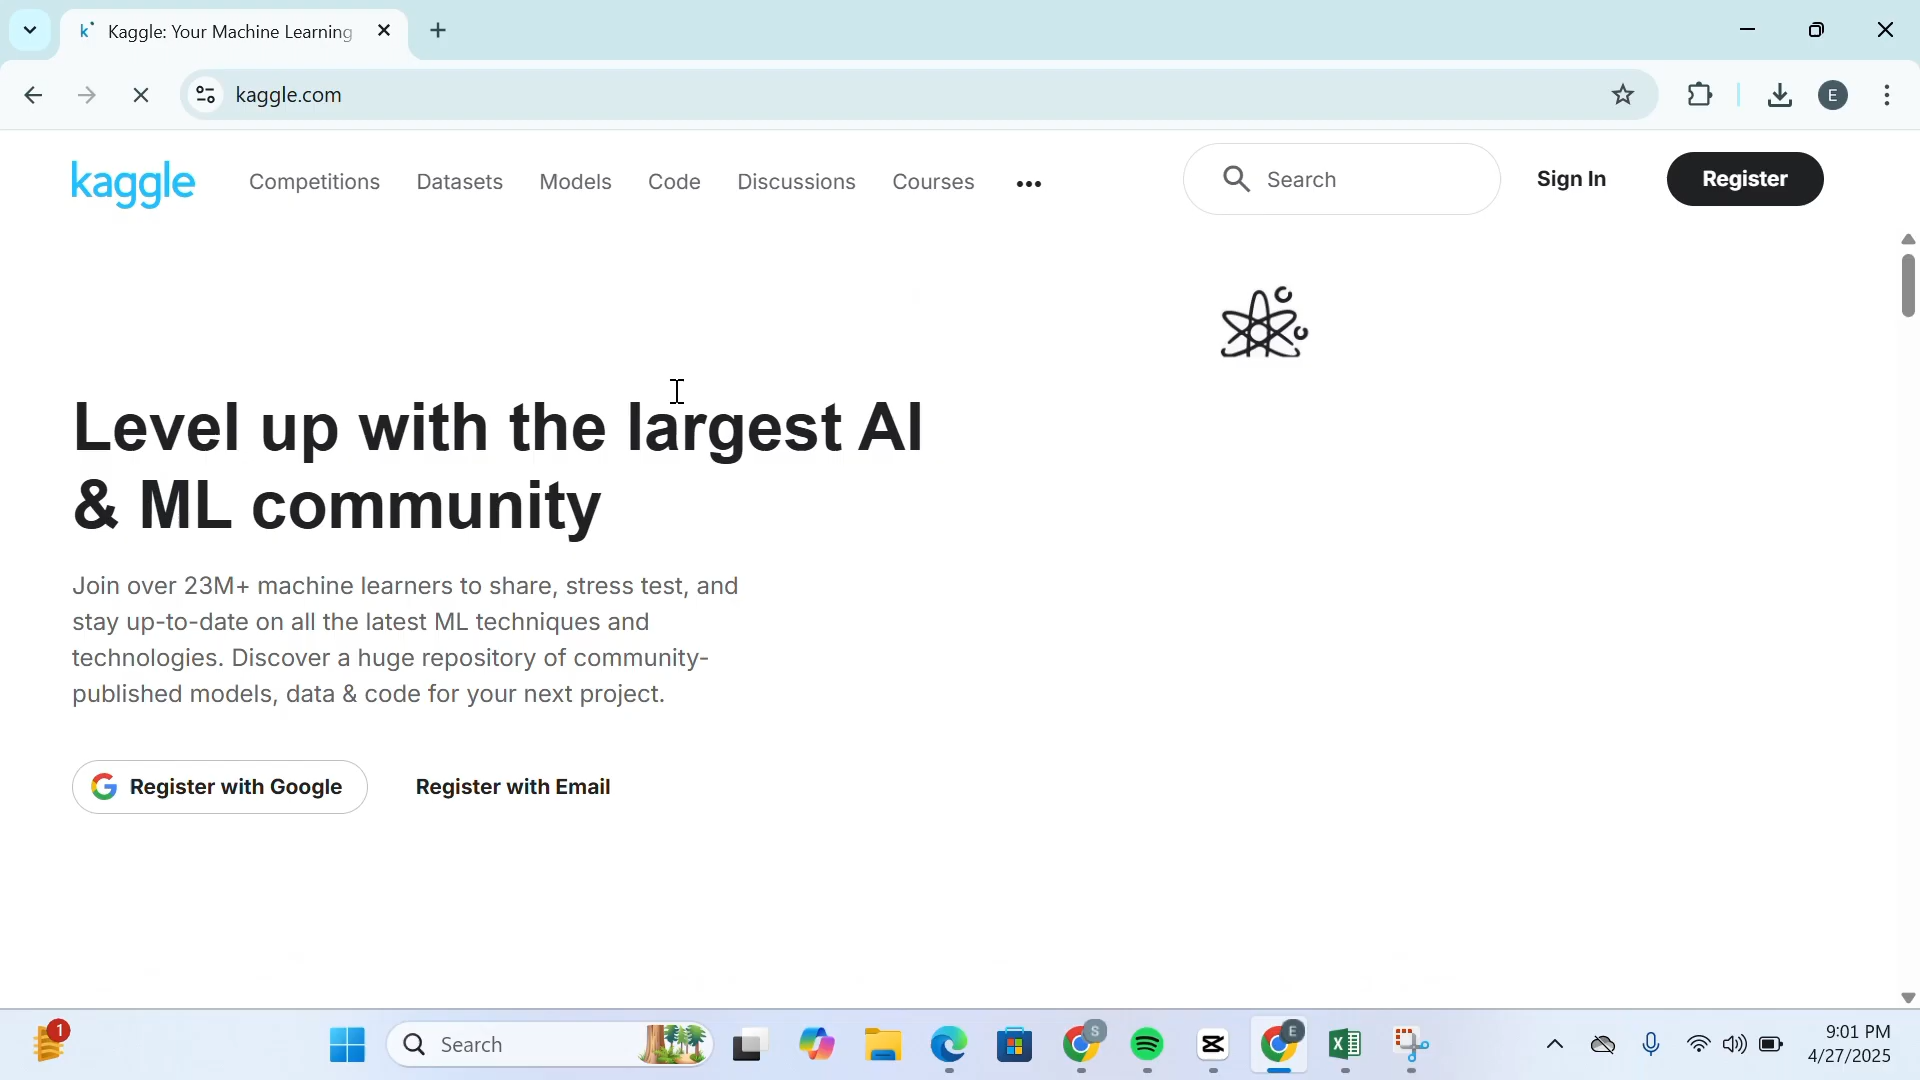 Kaggle: Your Machine Learning
kaggle.com
kaggle
Competitions
Datasets
Models
Code
Discussions
Courses
Search
Sign In
Register
Level up with the largest AI
& ML community
Join over 23M+ machine learners to share, stress test, and
stay up-to-date on all the latest ML techniques and
technologies. Discover a huge repository of community-
published models, data & code for your next project.
Register with Google
Register with Email
1
Search
S
E
E
9:01 PM
4/27/2025